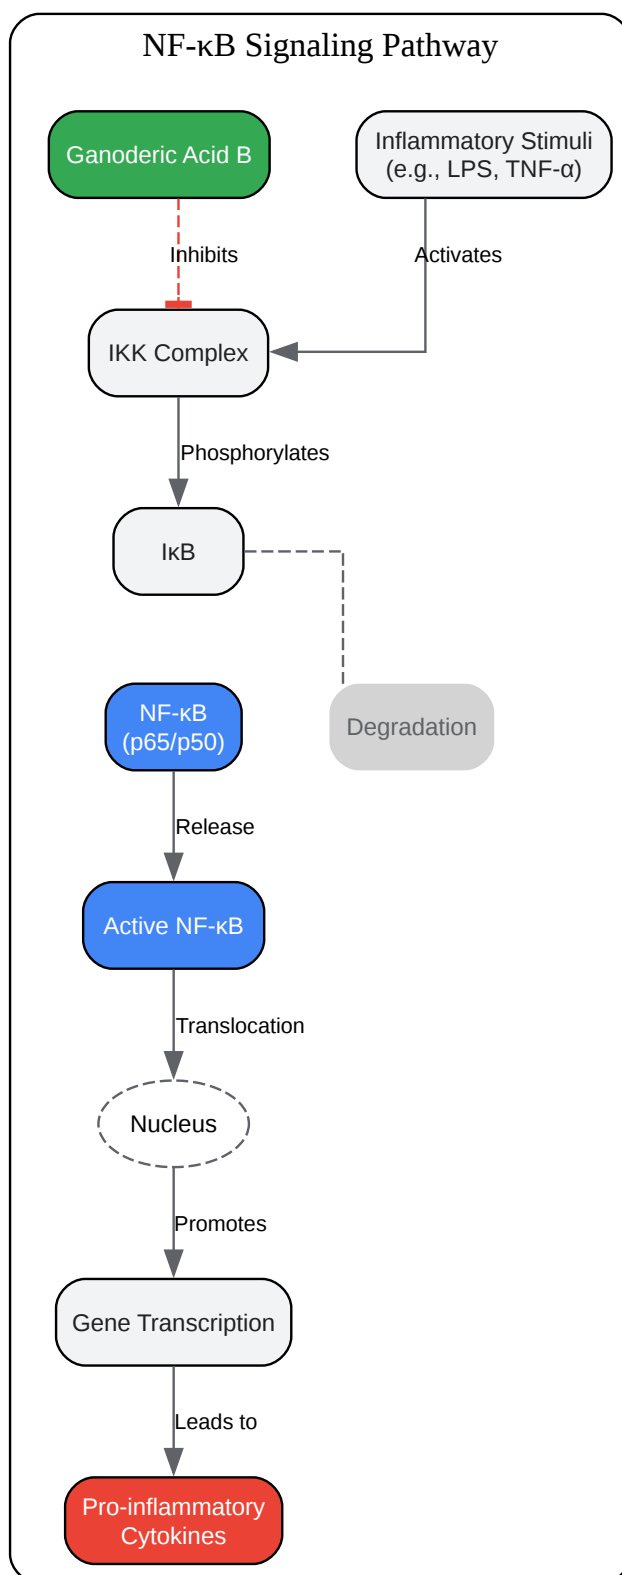 NF-κB Signaling Pathway
Ganoderic Acid B
Inflammatory Stimuli
(e.g., LPS, TNF-α)
Inhibits
Activates
IKK Complex
Phosphorylates
IκB
NF-κB
(p65/p50)
Degradation
Release
Active NF-κB
Translocation
Nucleus
Promotes
Gene Transcription
Leads to
Pro-inflammatory
Cytokines